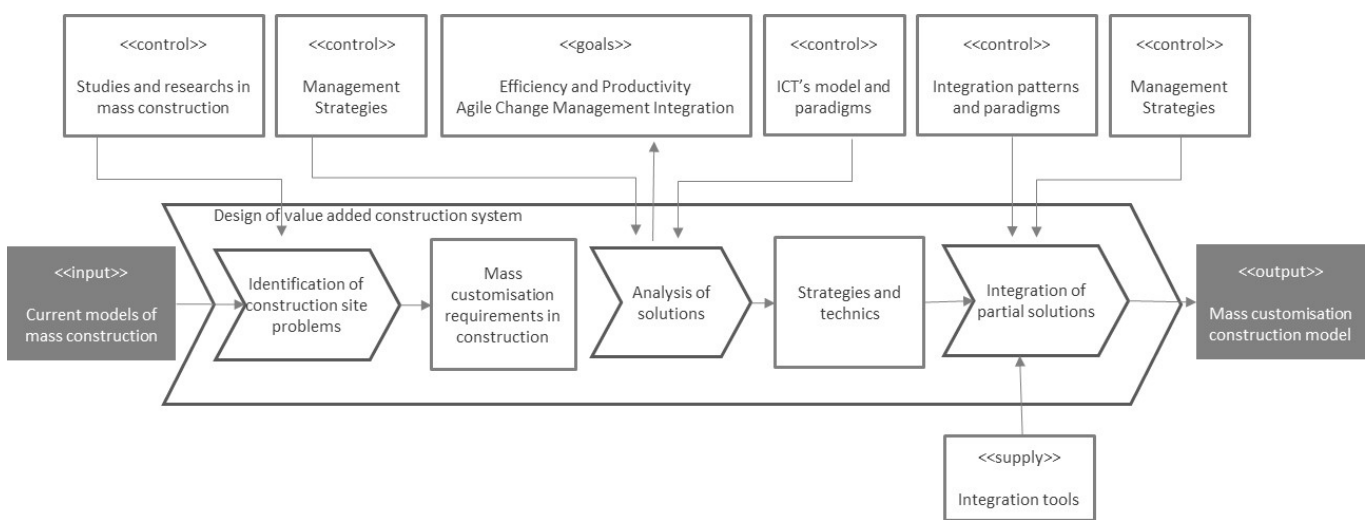 <<control>>
Studies and researchs in
mass construction
<<control>>
Management
Strategies
<<goals>>
Efficiency and Productivity
Agile Change Management Integration
<<control>>
ICT's model and
paradigms
<<control>>
Integration patterns
and paradigms
<<control>>
Management
Strategies
Design of value added construction system
<<input>>
Current models of
mass construction
Identification of
construction site
problems
Mass
customisation
requirements in
construction
Analysis of
solutions
Strategies and
technics
Integration of
partial solutions
<<output>>
Mass customisation
construction model
<<supply>>
Integration tools